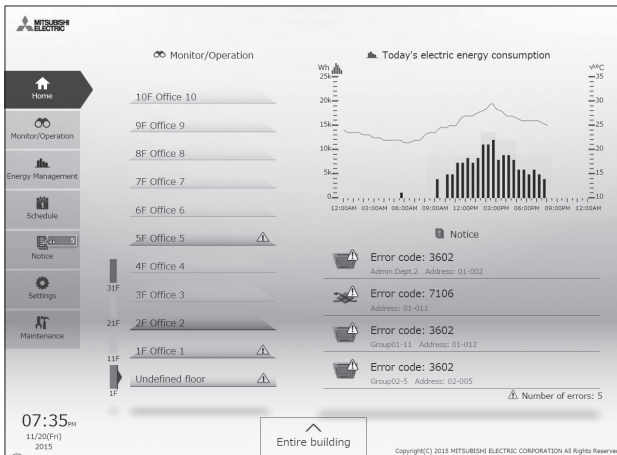 MITSUBISHI
ELECTRIC
Home
Monitor/Operation
Energy Management
Schedule
Notice
5
Settings
Maintenance
07:35PM
11/20(Fri)
2015
Monitor/Operation
10F Office 10
9F Office 9
8F Office 8
7F Office 7
6F Office 6
5F Office 5
4F Office 4
3F Office 3
2F Office 2
1F Office 1
Undefined floor
31F
21F
11F
1F
Entire building
Today's electric energy consumption
Wh
25k
20k
15k
10k
5k
0
°C
35
30
25
20
15
10
12:00AM 03:00AM 06:00AM 09:00AM 12:00PM 03:00PM 06:00PM 09:00PM 12:00AM
Notice
Error code: 3602
Admin.Dept.2 Address: 01-002
Error code: 7106
Address: 01-011
Error code: 3602
Group01-11 Address: 01-012
Error code: 3602
Group02-5 Address: 02-005
Number of errors: 5
Copyright(C) 2015 MITSUBISHI ELECTRIC CORPORATION All Rights Reserved